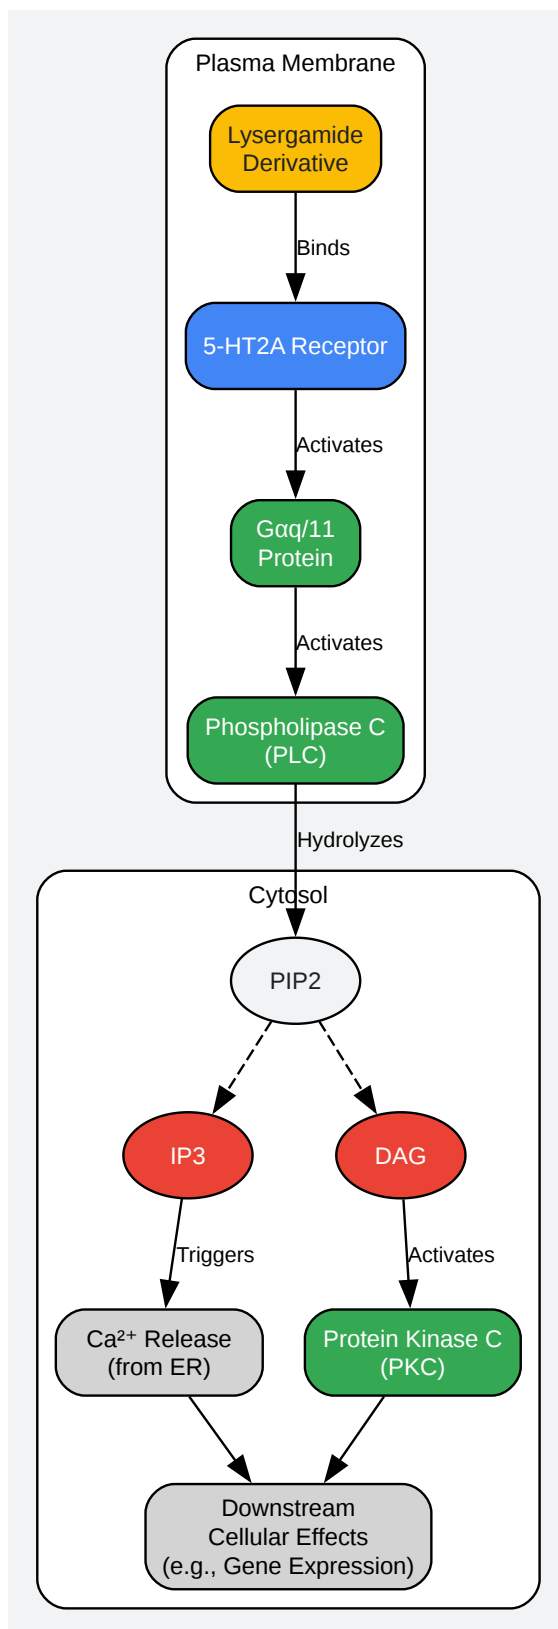 Plasma Membrane
Lysergamide
Derivative
Binds
5-HT2A Receptor
Activates
Gαq/11
Protein
Activates
Phospholipase C
(PLC)
Hydrolyzes
Cytosol
PIP2
IP3
DAG
Triggers
Activates
Ca²⁺ Release
(from ER)
Protein Kinase C
(PKC)
Downstream
Cellular Effects
(e.g., Gene Expression)